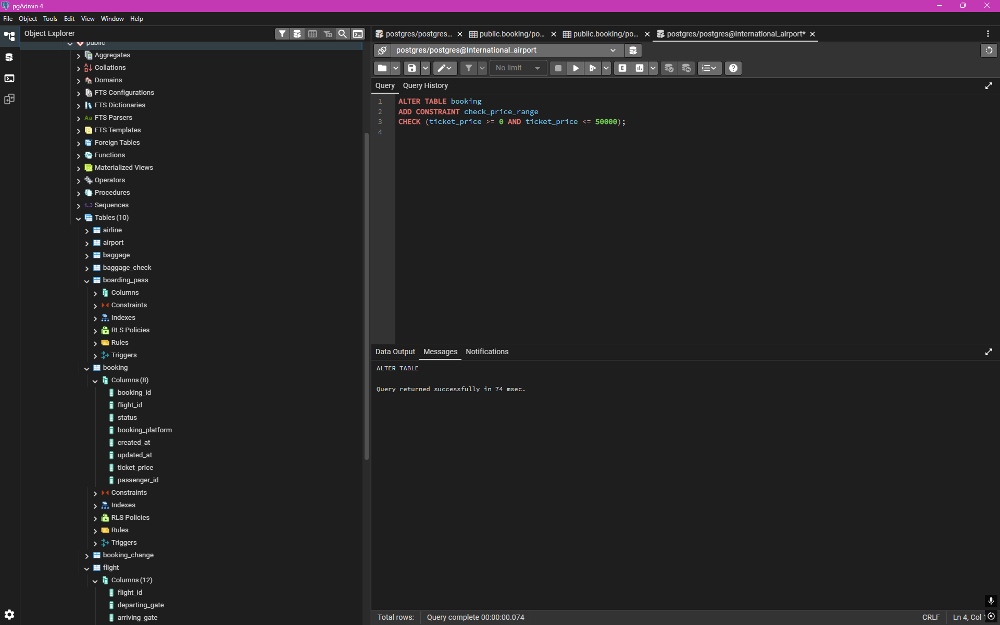 pgAdmin 4
File Object Tools Edit View Window Help
Object Explorer
public
Aggregates
Collations
Domains
FTS Configurations
FTS Dictionaries
Aa FTS Parsers
FTS Templates
Foreign Tables
Functions
Materialized Views
Operators
Procedures
1..3 Sequences
Tables (10)
airline
airport
baggage
baggage_check
boarding_pass
Columns
Constraints
Indexes
RLS Policies
Rules
Triggers
booking
Columns (8)
booking_id
flight_id
status
booking_platform
created_at
updated_at
ticket_price
passenger_id
Constraints
Indexes
RLS Policies
Rules
Triggers
booking_change
flight
Columns (12)
flight_id
departing_gate
arriving_gate
postgres/postgres... public.booking/po... public.booking/po... postgres/postgres@International_airport*
postgres/postgres@International_airport
No limit
E
Query Query History
1 ALTER TABLE booking
2 ADD CONSTRAINT check_price_range
3 CHECK (ticket_price >= 0 AND ticket_price <= 50000);
4
Data Output Messages Notifications
ALTER TABLE
Query returned successfully in 74 msec.
Total rows: Query complete 00:00:00.074 CRLF Ln 4, Col